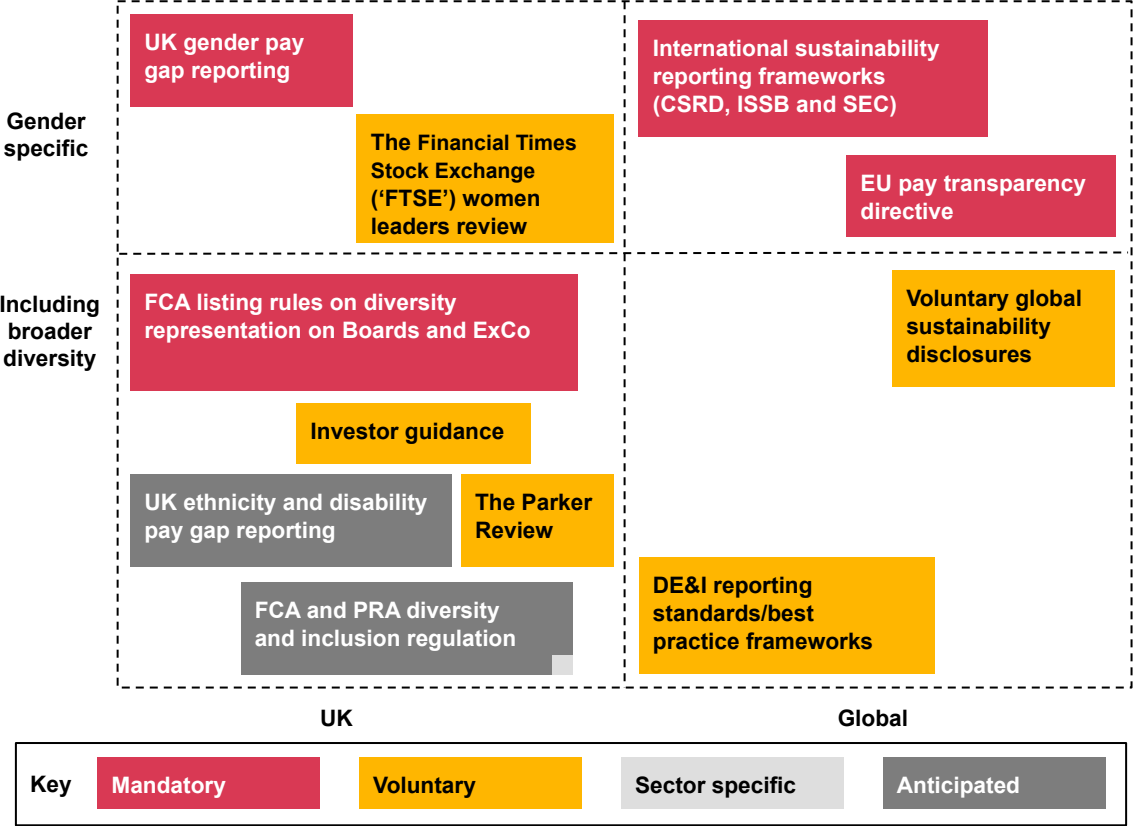 Gender
specific
UK gender pay
gap reporting
The Financial Times
Stock Exchange
(‘FTSE’) women
leaders review
International sustainability
reporting frameworks
(CSRD, ISSB and SEC)
EU pay transparency
directive
Including
broader
diversity
FCA listing rules on diversity
representation on Boards and ExCo
Investor guidance
UK ethnicity and disability
pay gap reporting
The Parker
Review
FCA and PRA diversity
and inclusion regulation
Voluntary global
sustainability
disclosures
DE&I reporting
standards/best
practice frameworks
UK
Global
Key
Mandatory
Voluntary
Sector specific
Anticipated